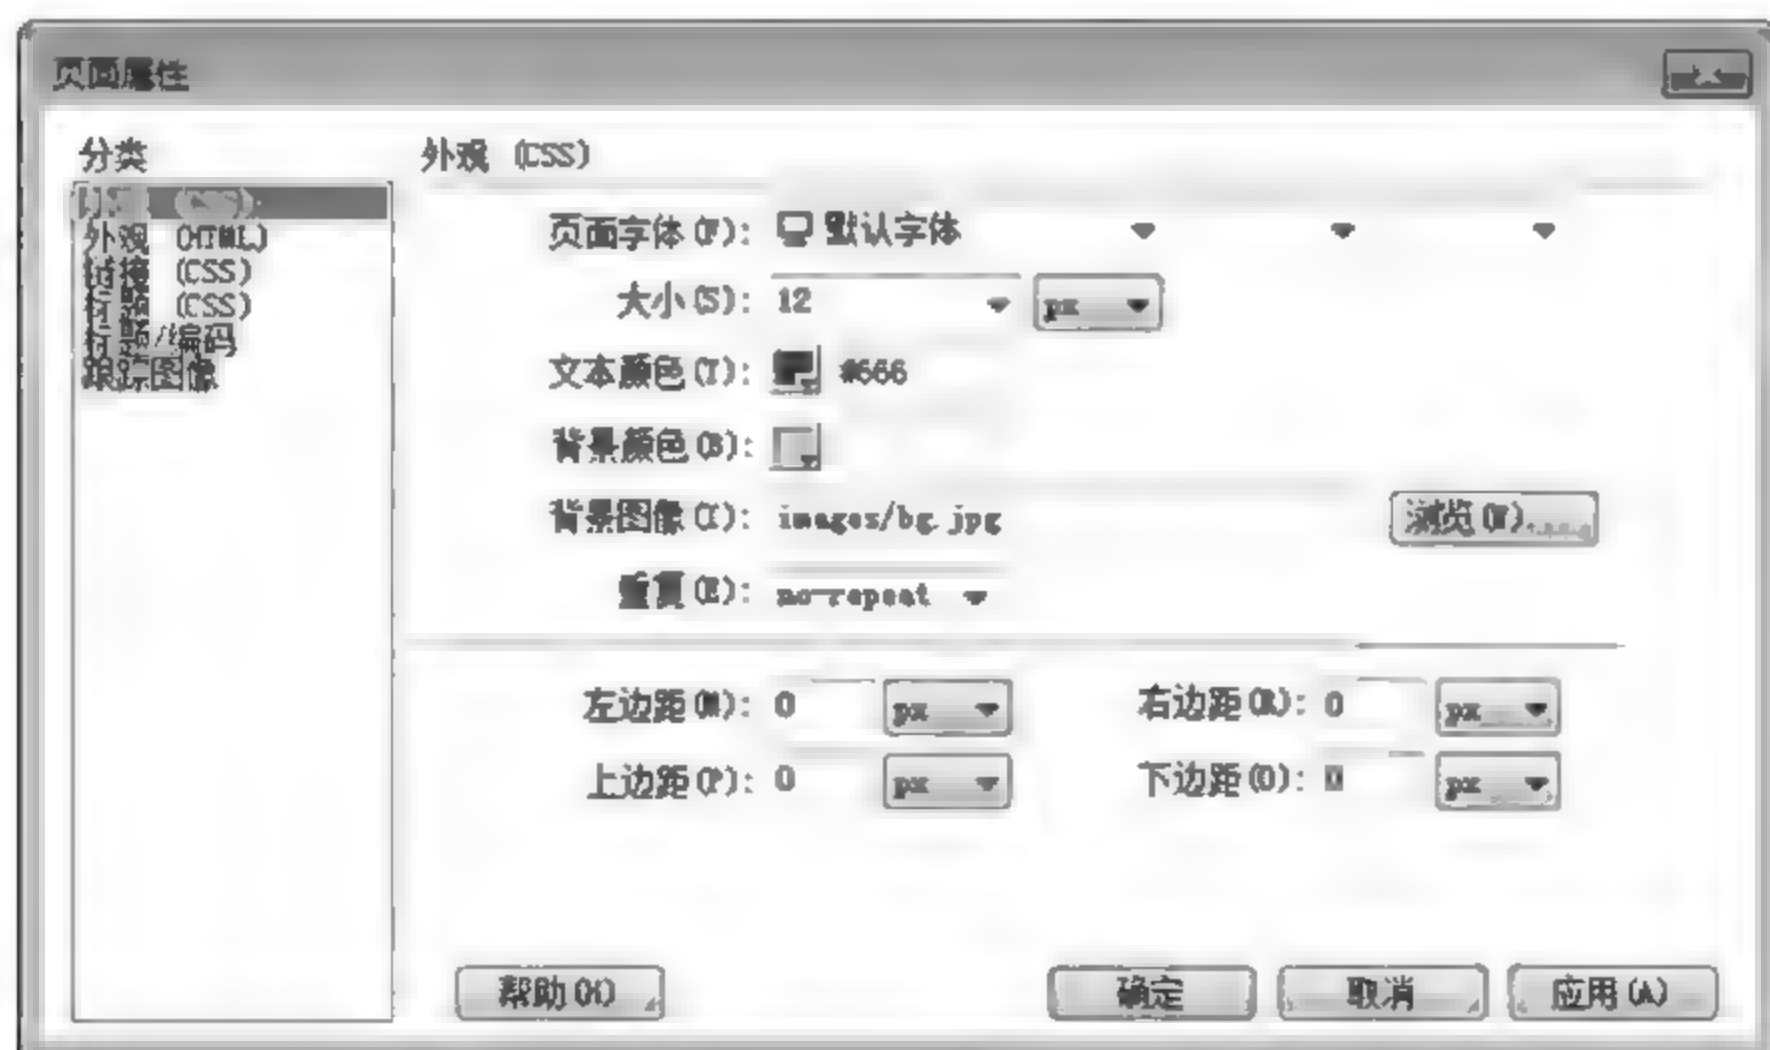 页面属性
分类
外观 (CSS)
外观 (CSS)
外观 (HTML)
链接 (CSS)
标题 (CSS)
标题/编码
跟踪图像
页面字体(F): 默认字体
大小(S): 12 px
文本颜色(T): #666
背景颜色(B):
背景图像(I): images/bg.jpg 浏览(W)...
重复(E): no-repeat
左边距(M): 0 px 右边距(R): 0 px
上边距(P): 0 px 下边距(O): 0 px
帮助(H) 确定 取消 应用(A)